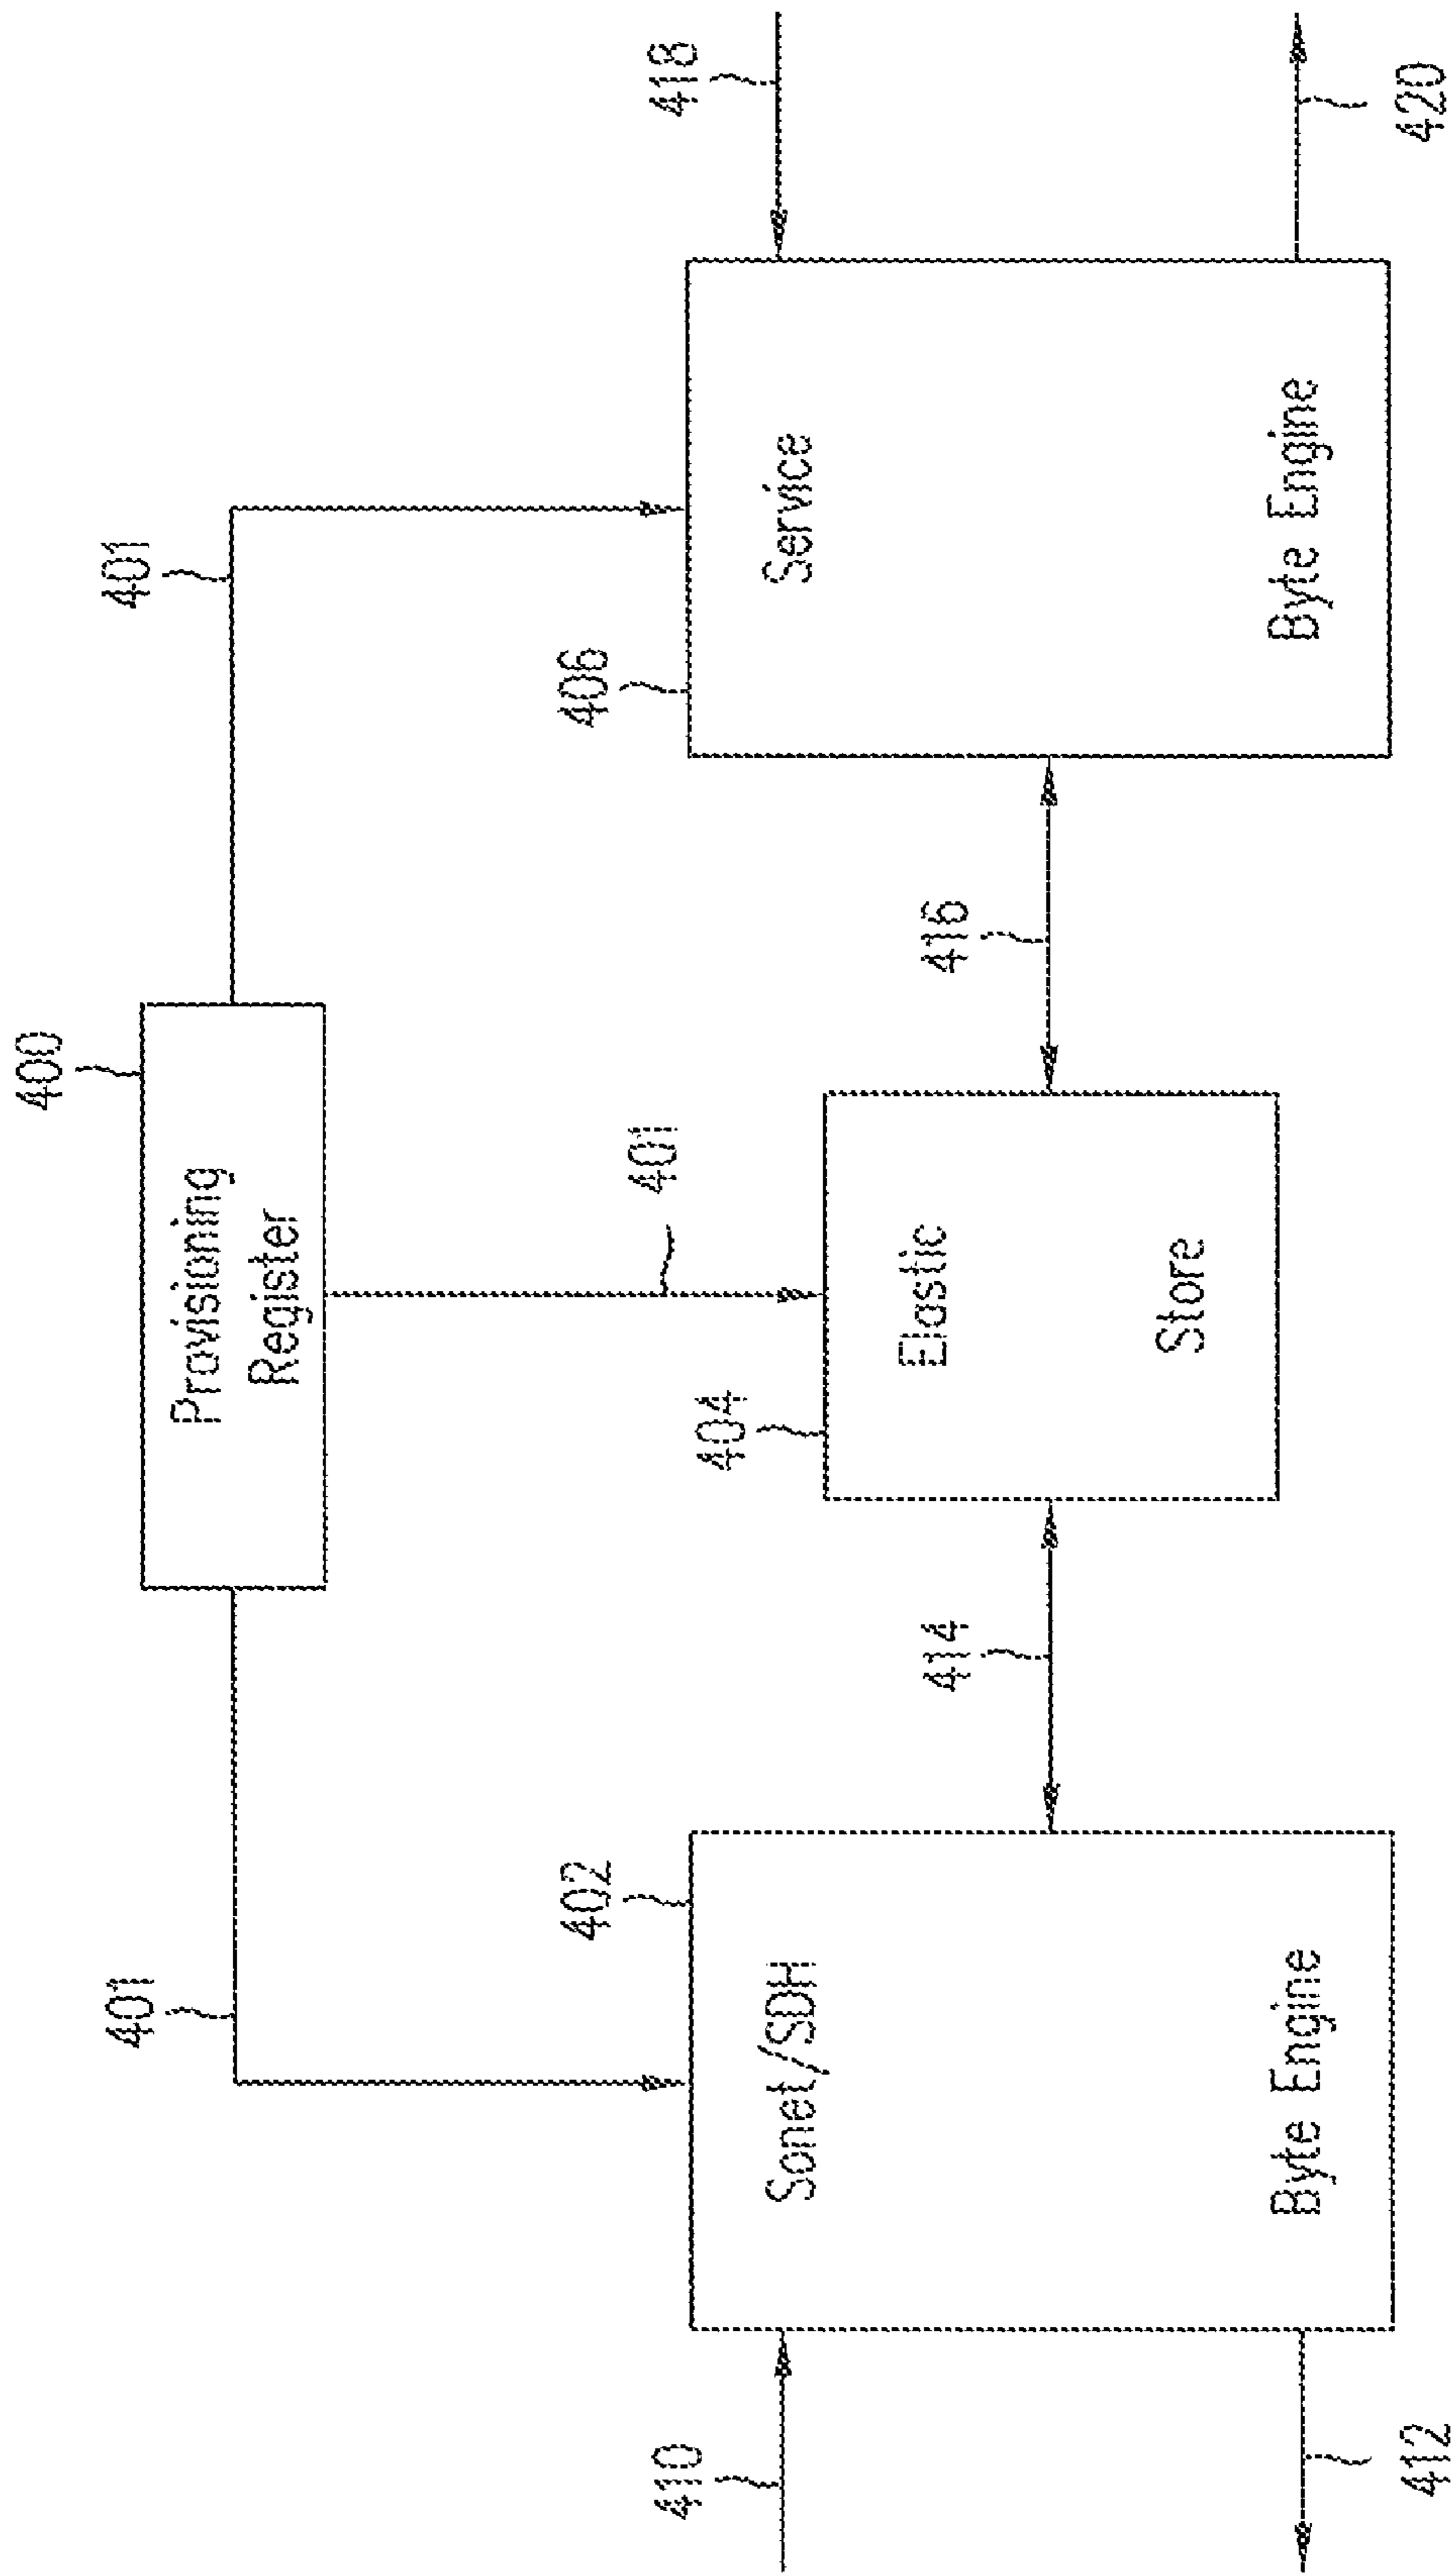 400
Provisioning
Register
401
401
401
402
Sonet/SDH
Byte Engine
404
Elastic
Store
406
Service
Byte Engine
410
412
414
416
418
420